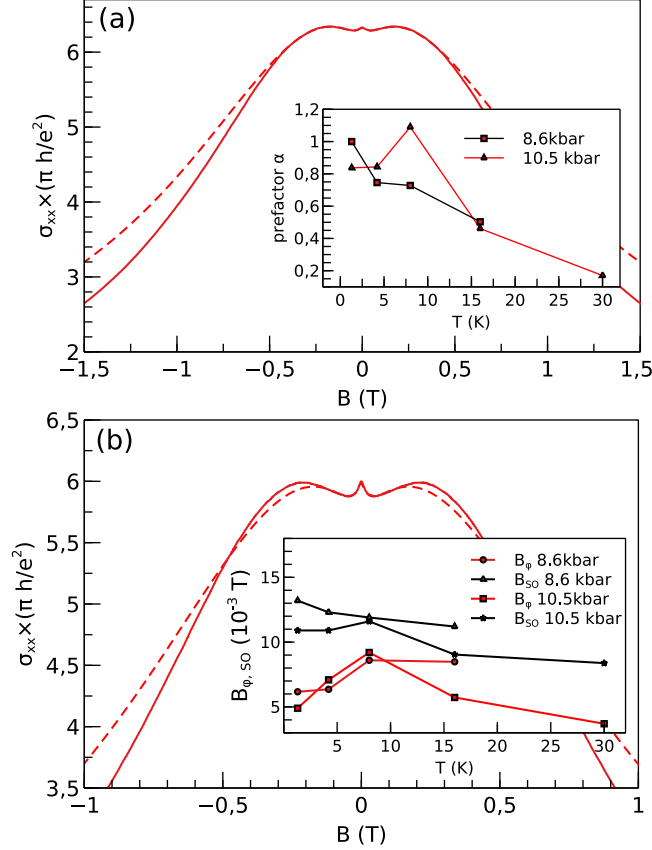 (a)
σxx×(π h/e²)
6
5
4
3
2
−1,5
−1
−0,5
0
0,5
1
1,5
B (T)
prefactor α
1,2
1
0,8
0,6
0,4
0,2
8.6kbar
10.5 kbar
0
5
10
15
20
25
30
T (K)
(b)
σxx×(π h/e²)
6,5
6
5,5
5
4,5
4
3,5
−1
−0,5
0
0,5
1
B (T)
Bφ, SO (10⁻³ T)
15
10
5
Bφ 8.6kbar
BSO 8.6 kbar
Bφ 10.5kbar
BSO 10.5 kbar
5
10
15
20
25
30
T (K)